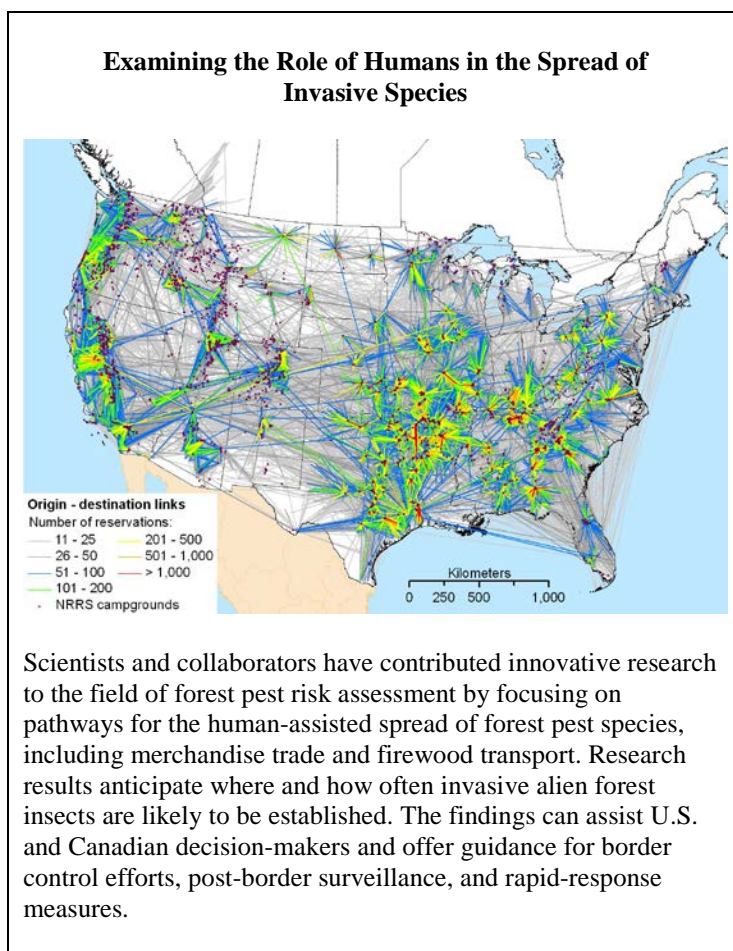 Examining the Role of Humans in the Spread of
Invasive Species
Origin - destination links
Number of reservations:
11 - 25
201 - 500
26 - 50
501 - 1,000
51 - 100
> 1,000
101 - 200
NRRS campgrounds
Kilometers
0 250 500 1,000
Scientists and collaborators have contributed innovative research
to the field of forest pest risk assessment by focusing on
pathways for the human-assisted spread of forest pest species,
including merchandise trade and firewood transport. Research
results anticipate where and how often invasive alien forest
insects are likely to be established. The findings can assist U.S.
and Canadian decision-makers and offer guidance for border
control efforts, post-border surveillance, and rapid-response
measures.